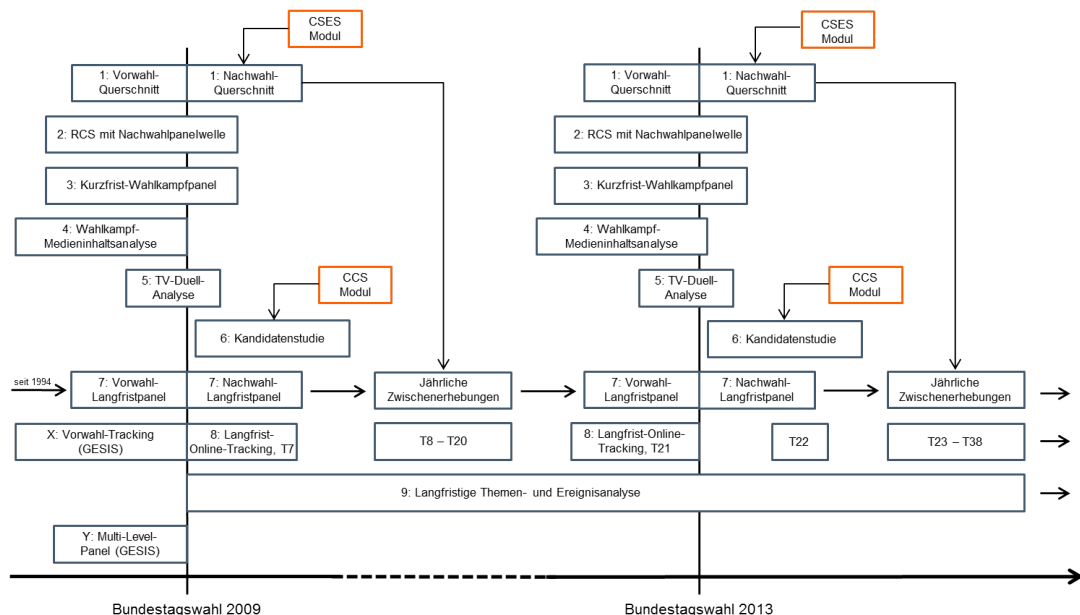 CSES
Modul
CSES
Modul
1: Vorwahl-
Querschnitt
1: Nachwahl-
Querschnitt
1: Vorwahl-
Querschnitt
1: Nachwahl-
Querschnitt
2: RCS mit Nachwahlpanelwelle
2: RCS mit Nachwahlpanelwelle
3: Kurzfrist-Wahlkampfpanel
3: Kurzfrist-Wahlkampfpanel
4: Wahlkampf-
Medieninhaltsanalyse
4: Wahlkampf-
Medieninhaltsanalyse
5: TV-Duell-
Analyse
CCS
Modul
5: TV-Duell-
Analyse
CCS
Modul
6: Kandidatenstudie
6: Kandidatenstudie
seit 1994
7: Vorwahl-
Langfristpanel
7: Nachwahl-
Langfristpanel
Jährliche
Zwischenerhebungen
7: Vorwahl-
Langfristpanel
7: Nachwahl-
Langfristpanel
Jährliche
Zwischenerhebungen
X: Vorwahl-Tracking
(GESIS)
8: Langfrist-
Online-Tracking, T7
T8 – T20
8: Langfrist-Online-
Tracking, T21
T22
T23 – T38
9: Langfristige Themen- und Ereignisanalyse
Y: Multi-Level-
Panel (GESIS)
Bundestagswahl 2009
Bundestagswahl 2013